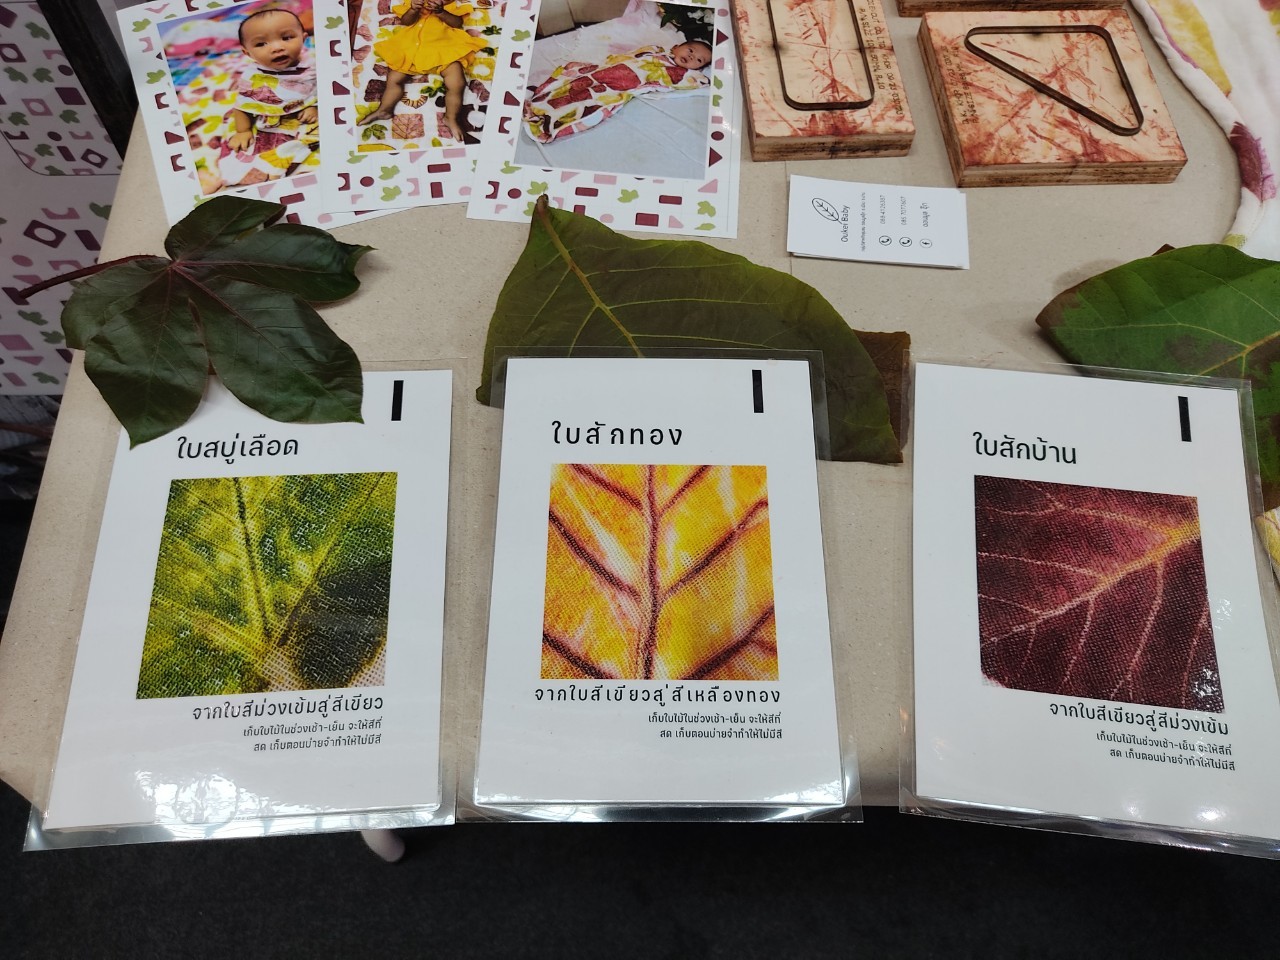 Oukei Baby
ใบสบู่เลือด
จากใบสีม่วงเข้มสู่สีเขียว
เก็บใบไม้ในช่วงเช้า-เย็น จะให้สีที่
สด เก็บตอนบ่ายจำทำให้ไม่มีสี
ใบสักทอง
จากใบสีเขียวสู่สีเหลืองทอง
เก็บใบไม้ในช่วงเช้า-เย็น จะให้สีที่
สด เก็บตอนบ่ายจำทำให้ไม่มีสี
ใบสักบ้าน
จากใบสีเขียวสู่สีม่วงเข้ม
เก็บใบไม้ในช่วงเช้า-เย็น จะให้สีที่
สด เก็บตอนบ่ายจำทำให้ไม่มีสี